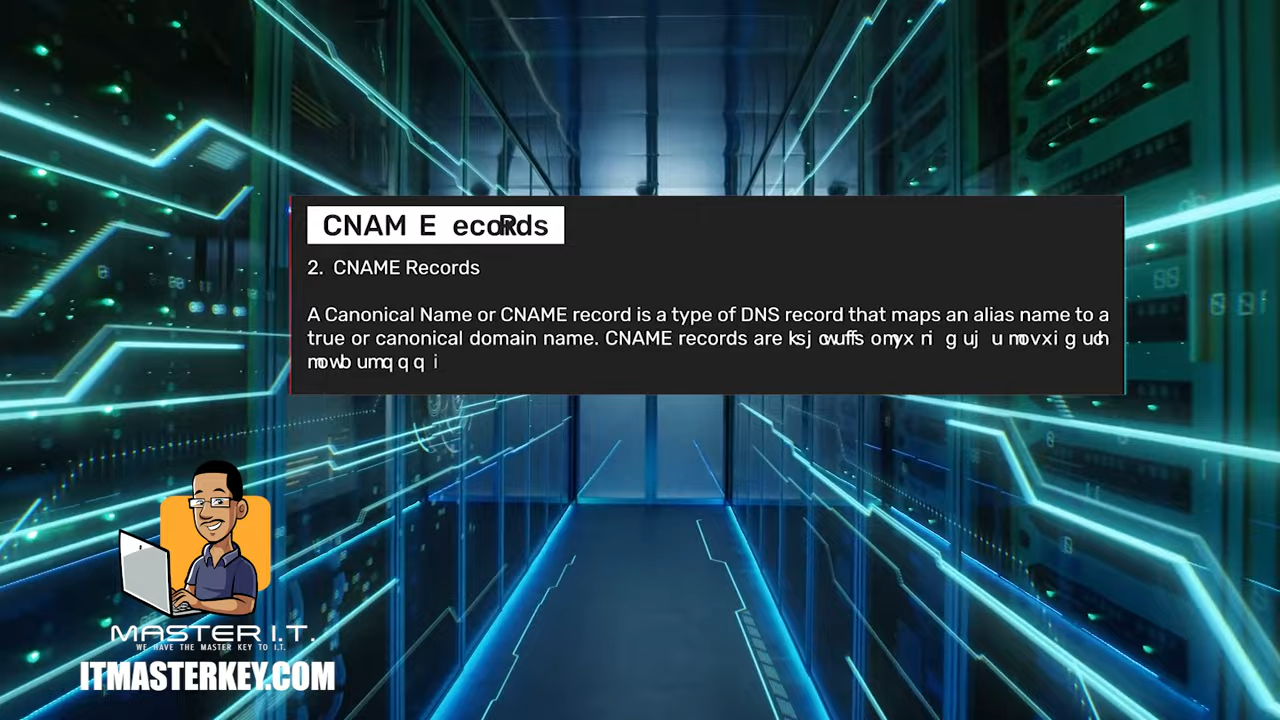 CNAME Records
2. CNAME Records
A Canonical Name or CNAME record is a type of DNS record that maps an alias name to a
true or canonical domain name. CNAME records are
MASTER I.T.
WE HAVE THE MASTER KEY TO I.T.
ITMASTERKEY.COM